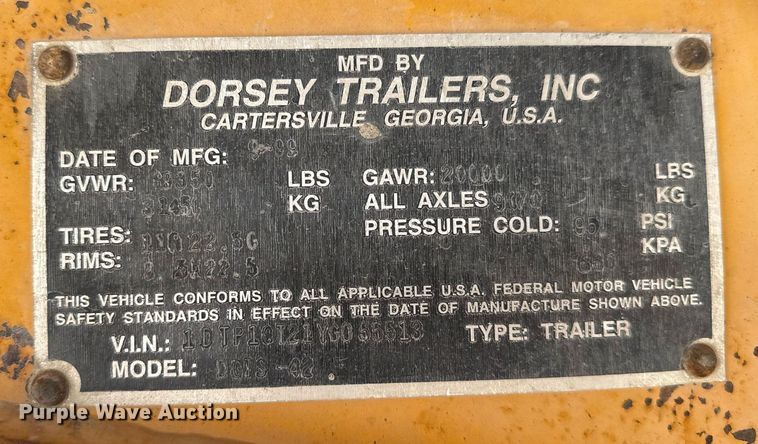 MFD BY
DORSEY TRAILERS, INC
CARTERSVILLE, GEORGIA, U.S.A.
DATE OF MFG:
GVWR: LBS GAWR: 20000 LBS
KG ALL AXLES KG
PRESSURE COLD: PSI
TIRES: KPA
RIMS:
THIS VEHICLE CONFORMS TO ALL APPLICABLE U.S.A. FEDERAL MOTOR VEHICLE
SAFETY STANDARDS IN EFFECT ON THE DATE OF MANUFACTURE SHOWN ABOVE.
V.I.N.: TYPE: TRAILER
MODEL:
Purple Wave Auction